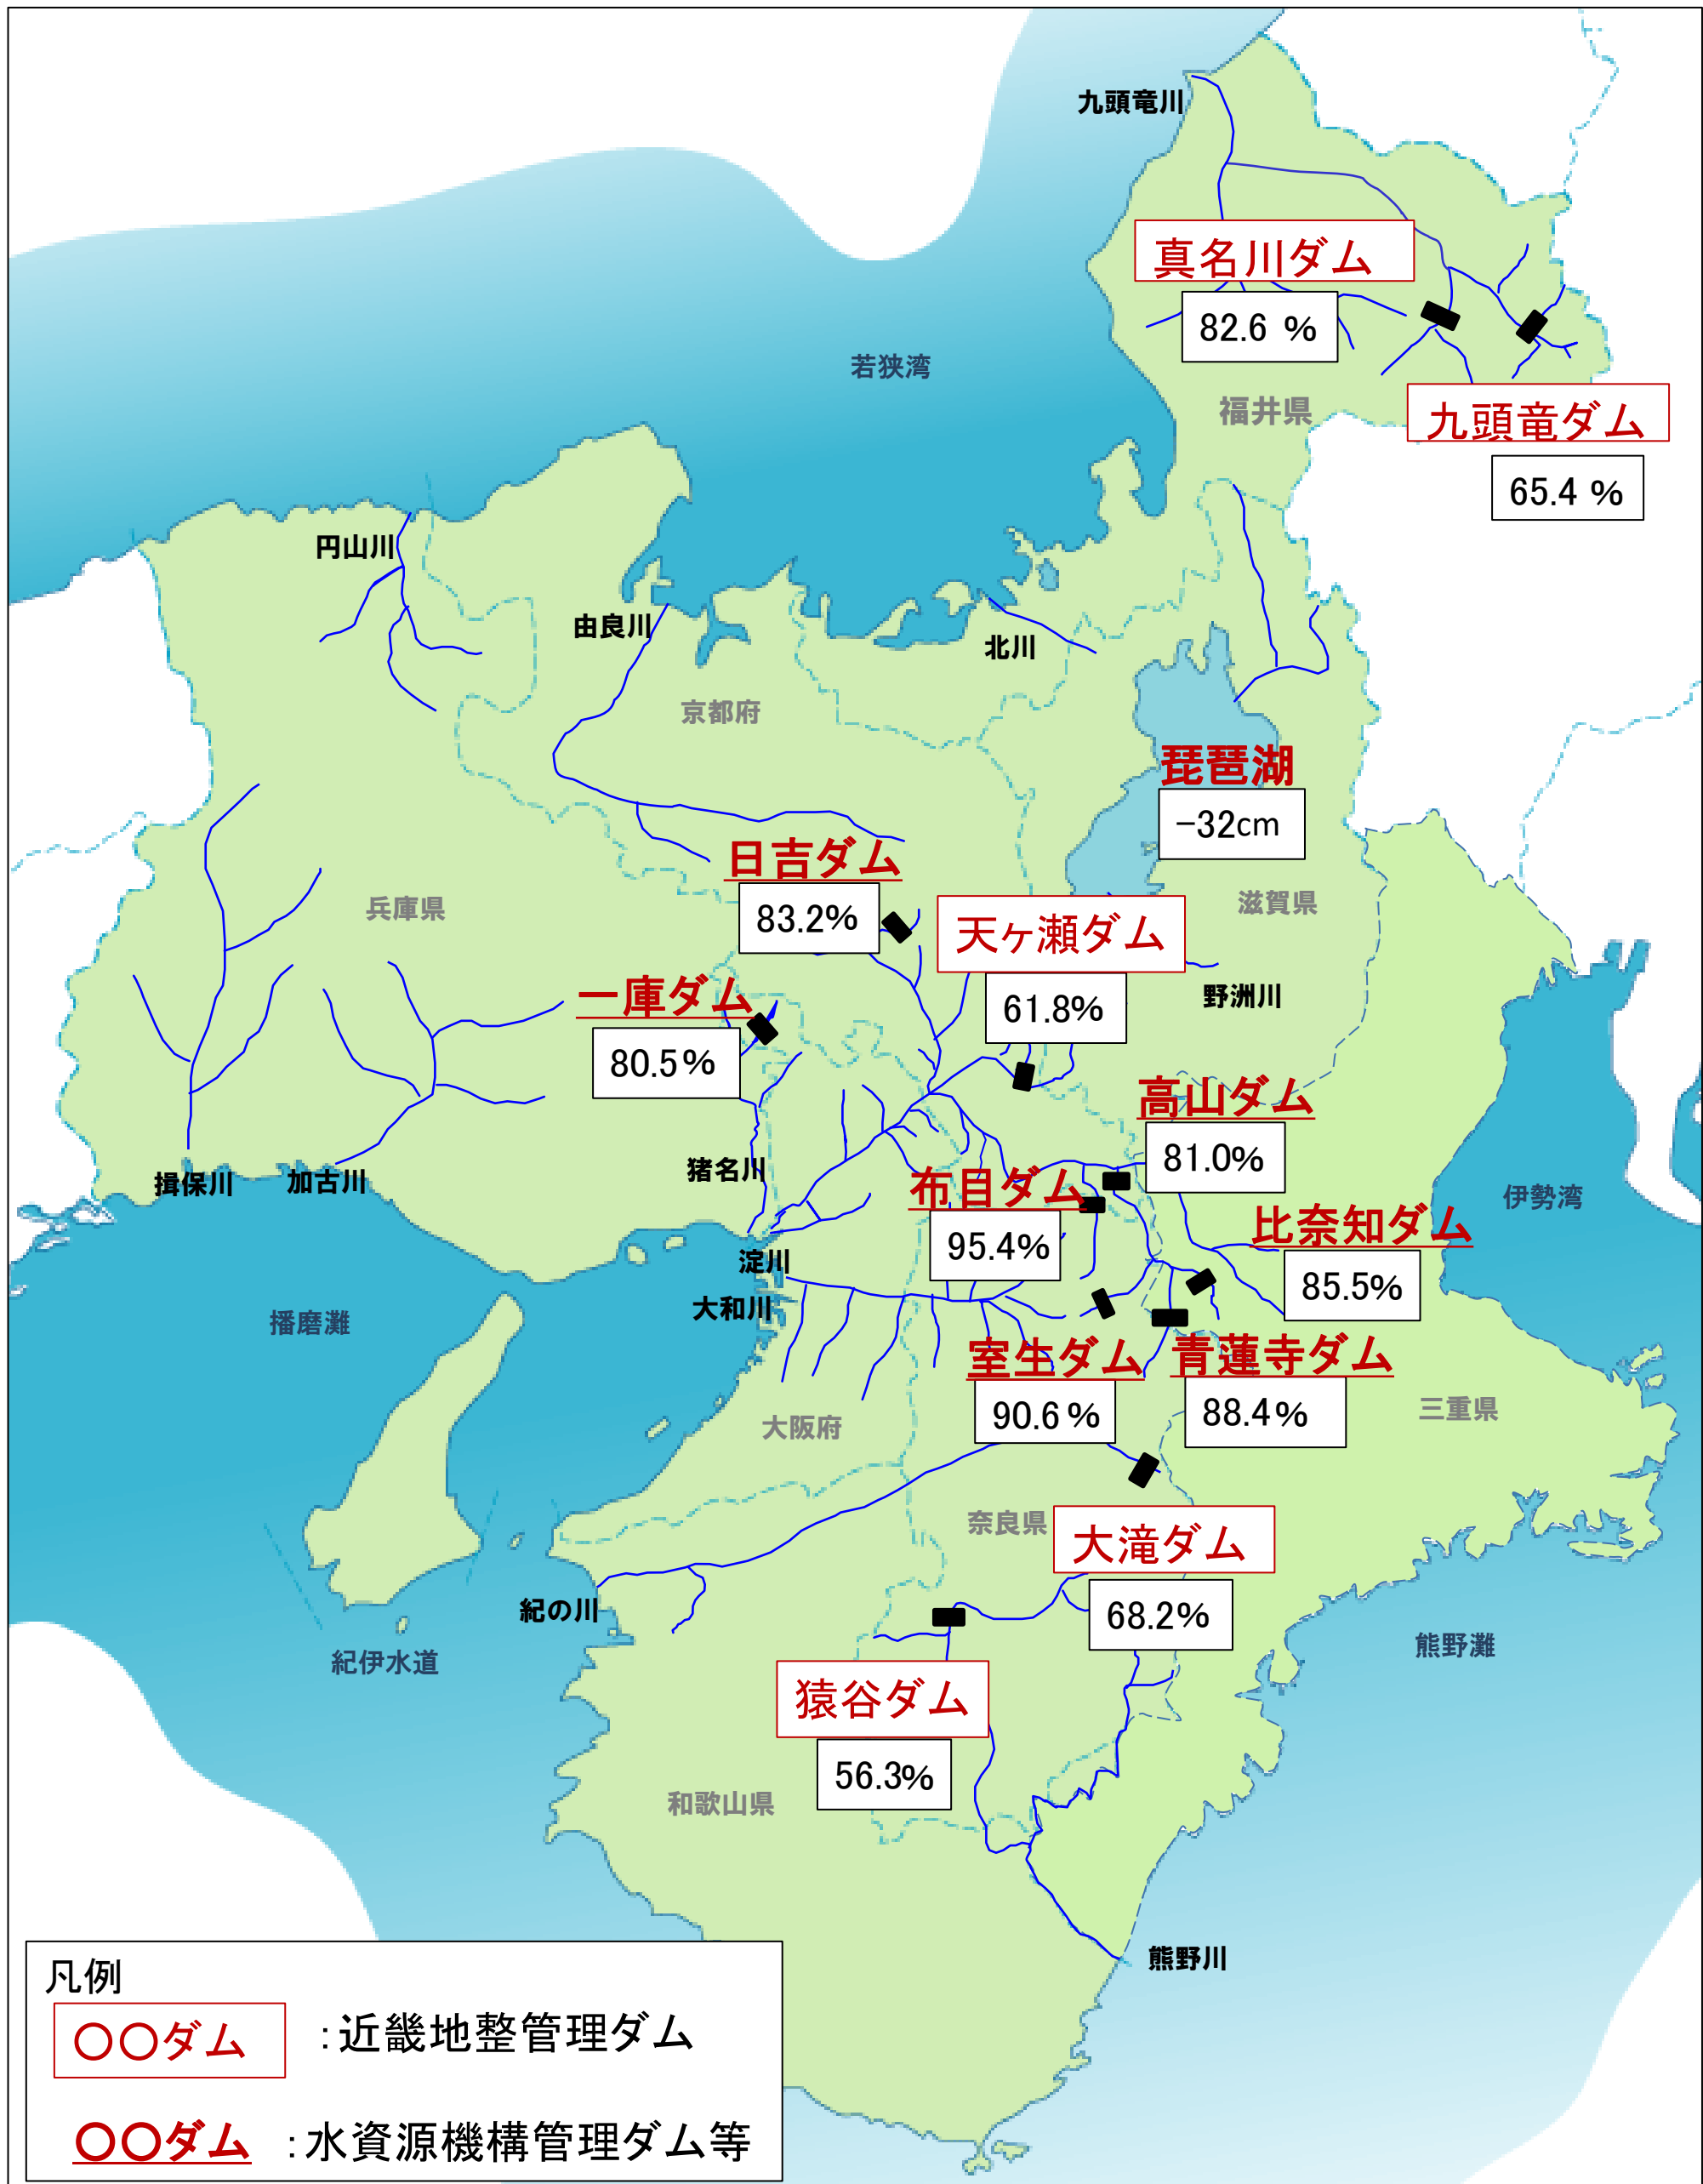 九頭竜川
真名川ダム
82.6 %
若狭湾
福井県
九頭竜ダム
65.4 %
円山川
由良川
北川
京都府
琵琶湖
-32cm
日吉ダム
83.2%
兵庫県
滋賀県
天ヶ瀬ダム
61.8%
野洲川
一庫ダム
80.5%
高山ダム
81.0%
猪名川
揖保川
加古川
布目ダム
95.4%
伊勢湾
比奈知ダム
85.5%
淀川
大和川
播磨灘
室生ダム
90.6%
青蓮寺ダム
88.4%
三重県
大阪府
奈良県
大滝ダム
68.2%
紀の川
紀伊水道
熊野灘
猿谷ダム
56.3%
和歌山県
熊野川
凡例
〇〇ダム :近畿地整管理ダム
〇〇ダム :水資源機構管理ダム等